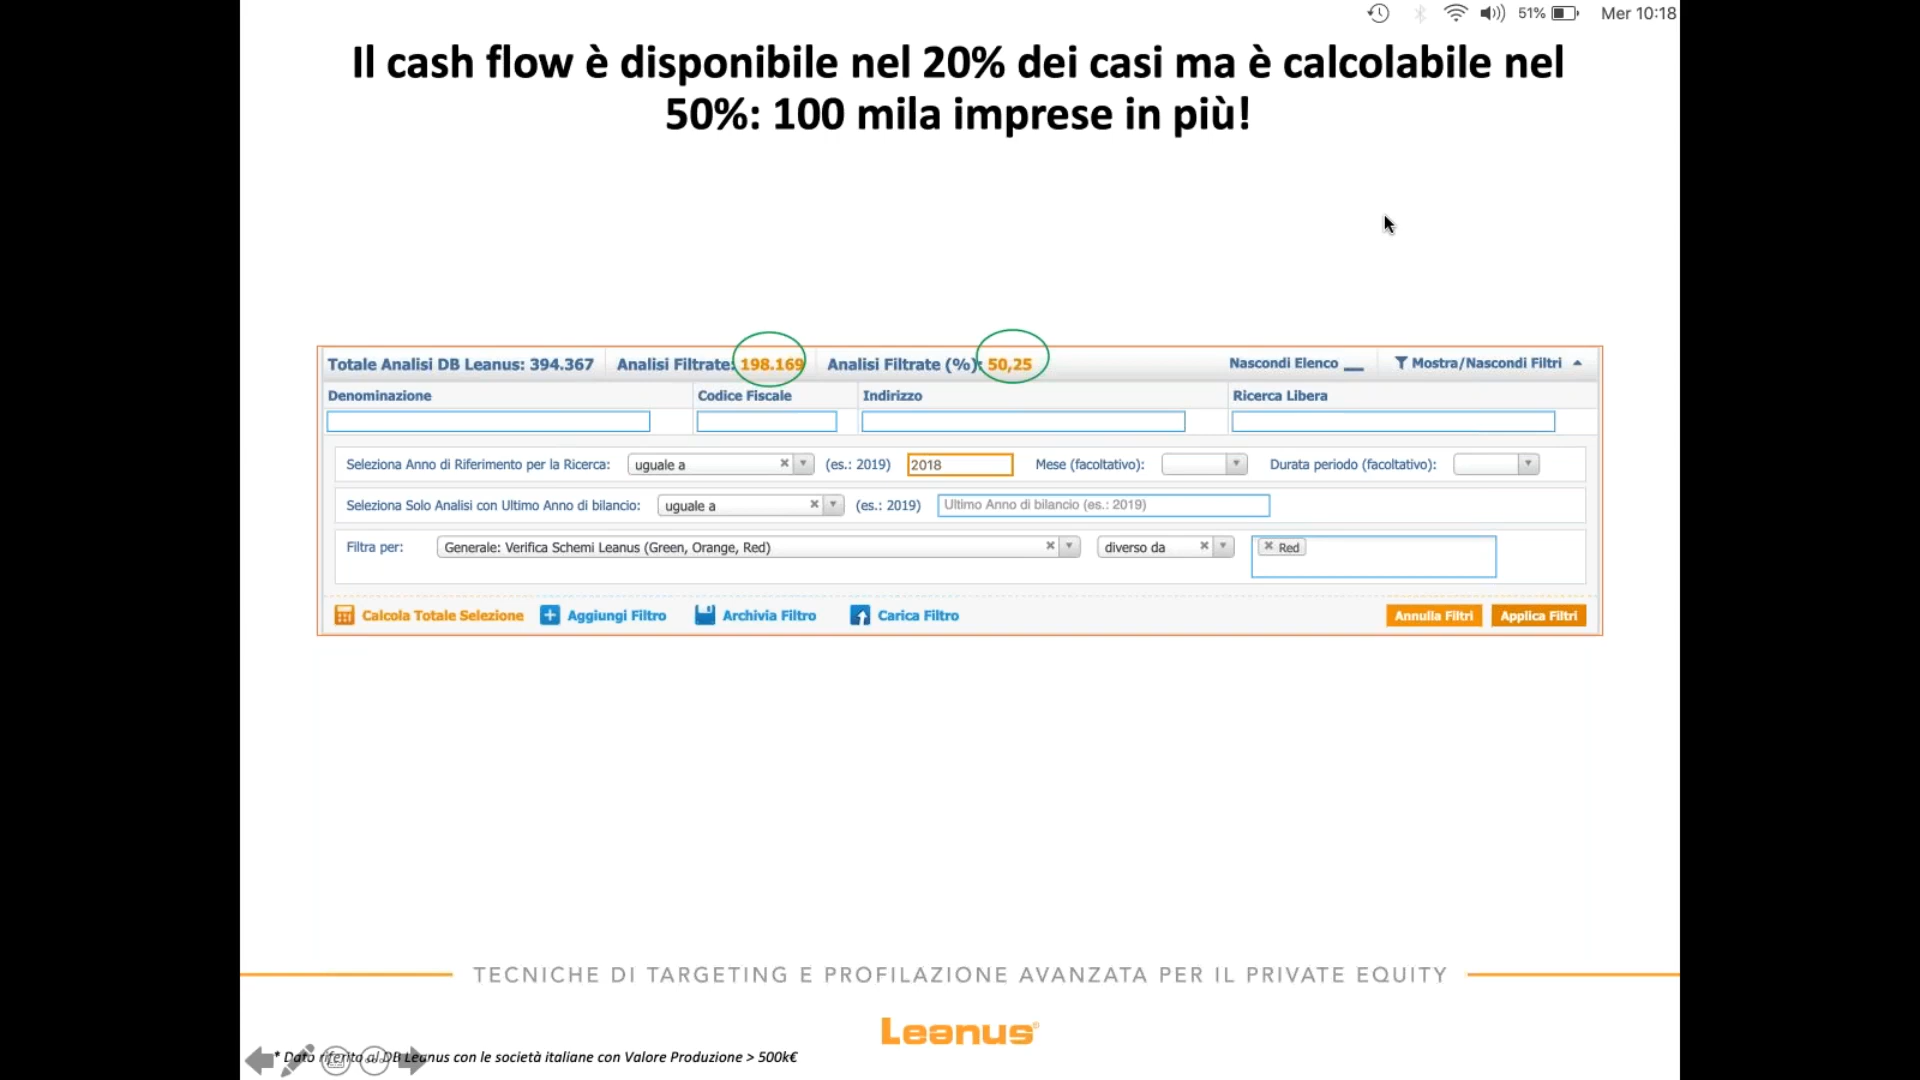 51% Mer 10:18
Il cash flow è disponibile nel 20% dei casi ma è calcolabile nel
50%: 100 mila imprese in più!
Totale Analisi DB Leanus: 394.367 Analisi Filtrate: 198.169 Analisi Filtrate (%): 50,25 Nascondi Elenco Mostra/Nascondi Filtri
Denominazione Codice Fiscale Indirizzo Ricerca Libera
Seleziona Anno di Riferimento per la Ricerca: uguale a (es.: 2019) 2018 Mese (facoltativo): Durata periodo (facoltativo):
Seleziona Solo Analisi con Ultimo Anno di bilancio: uguale a (es.: 2019) Ultimo Anno di bilancio (es.: 2019)
Filtra per: Generale: Verifica Schemi Leanus (Green, Orange, Red) diverso da Red
Calcola Totale Selezione Aggiungi Filtro Archivia Filtro Carica Filtro Annulla Filtri Applica Filtri
TECNICHE DI TARGETING E PROFILAZIONE AVANZATA PER IL PRIVATE EQUITY
Leanus®
* Dato riferito al DB Leanus con le società italiane con Valore Produzione > 500k€